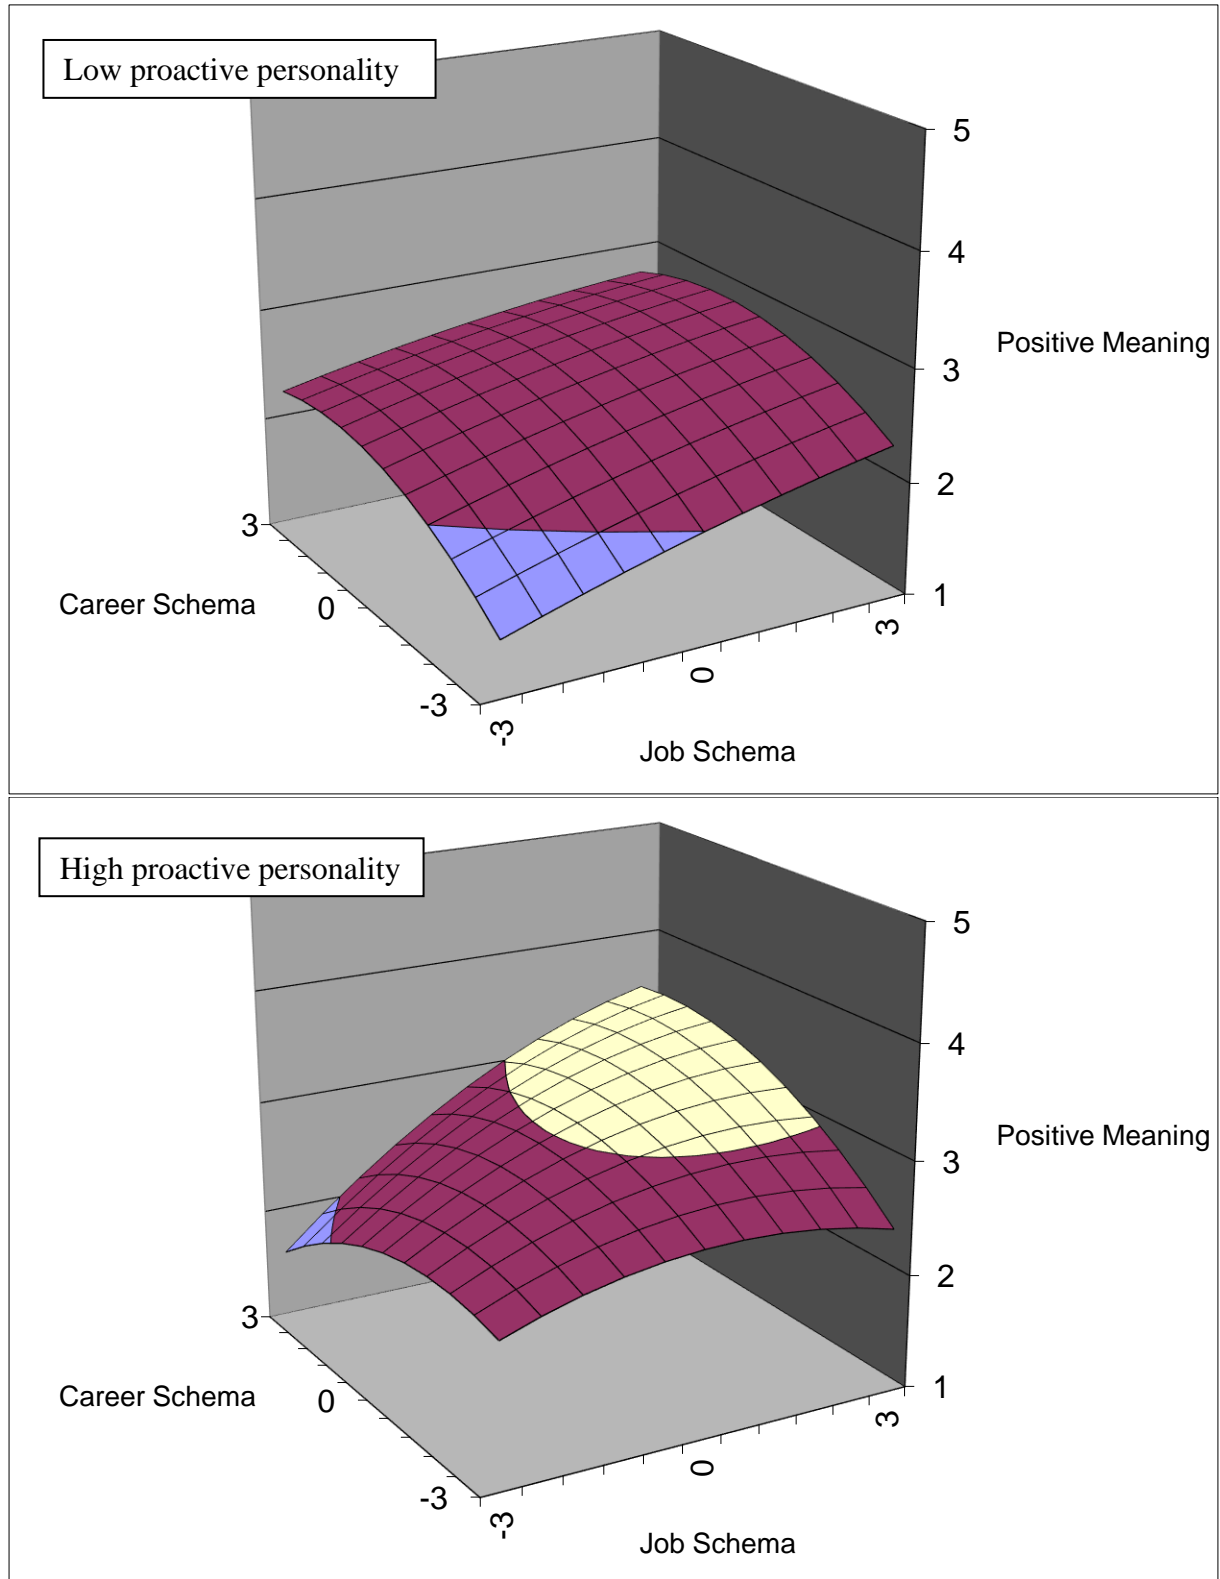 Low proactive personality
5
4
Positive Meaning
3
2
3
1
Career Schema
0
3
-3
0
-3
Job Schema
High proactive personality
5
4
Positive Meaning
3
2
3
1
Career Schema
0
3
-3
0
-3
Job Schema